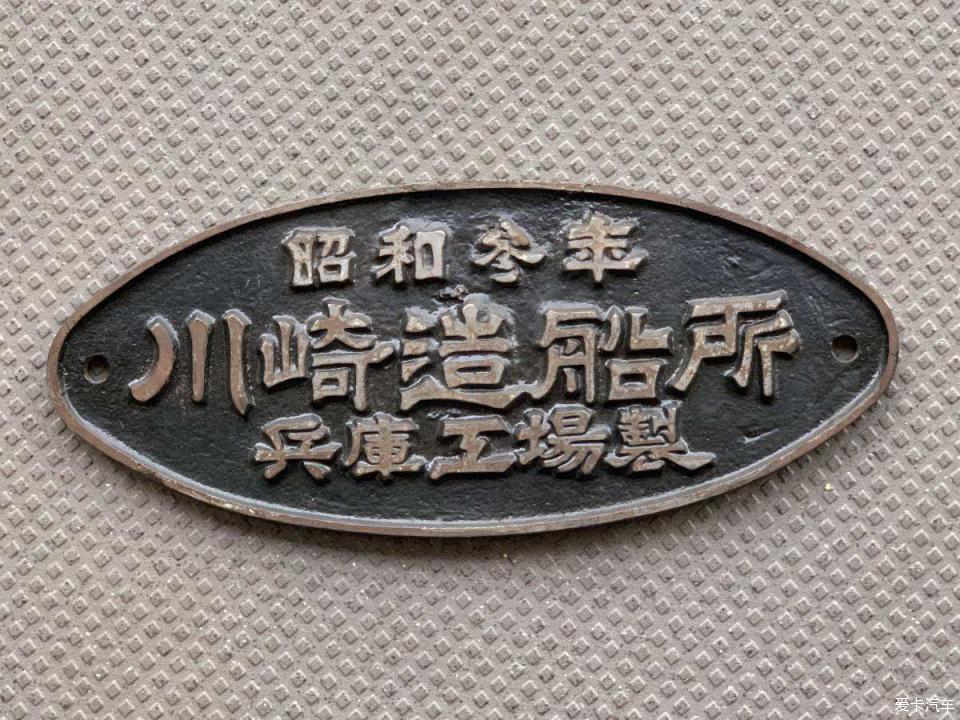 昭和参年
川崎造船所
兵庫工場製
爱卡汽车